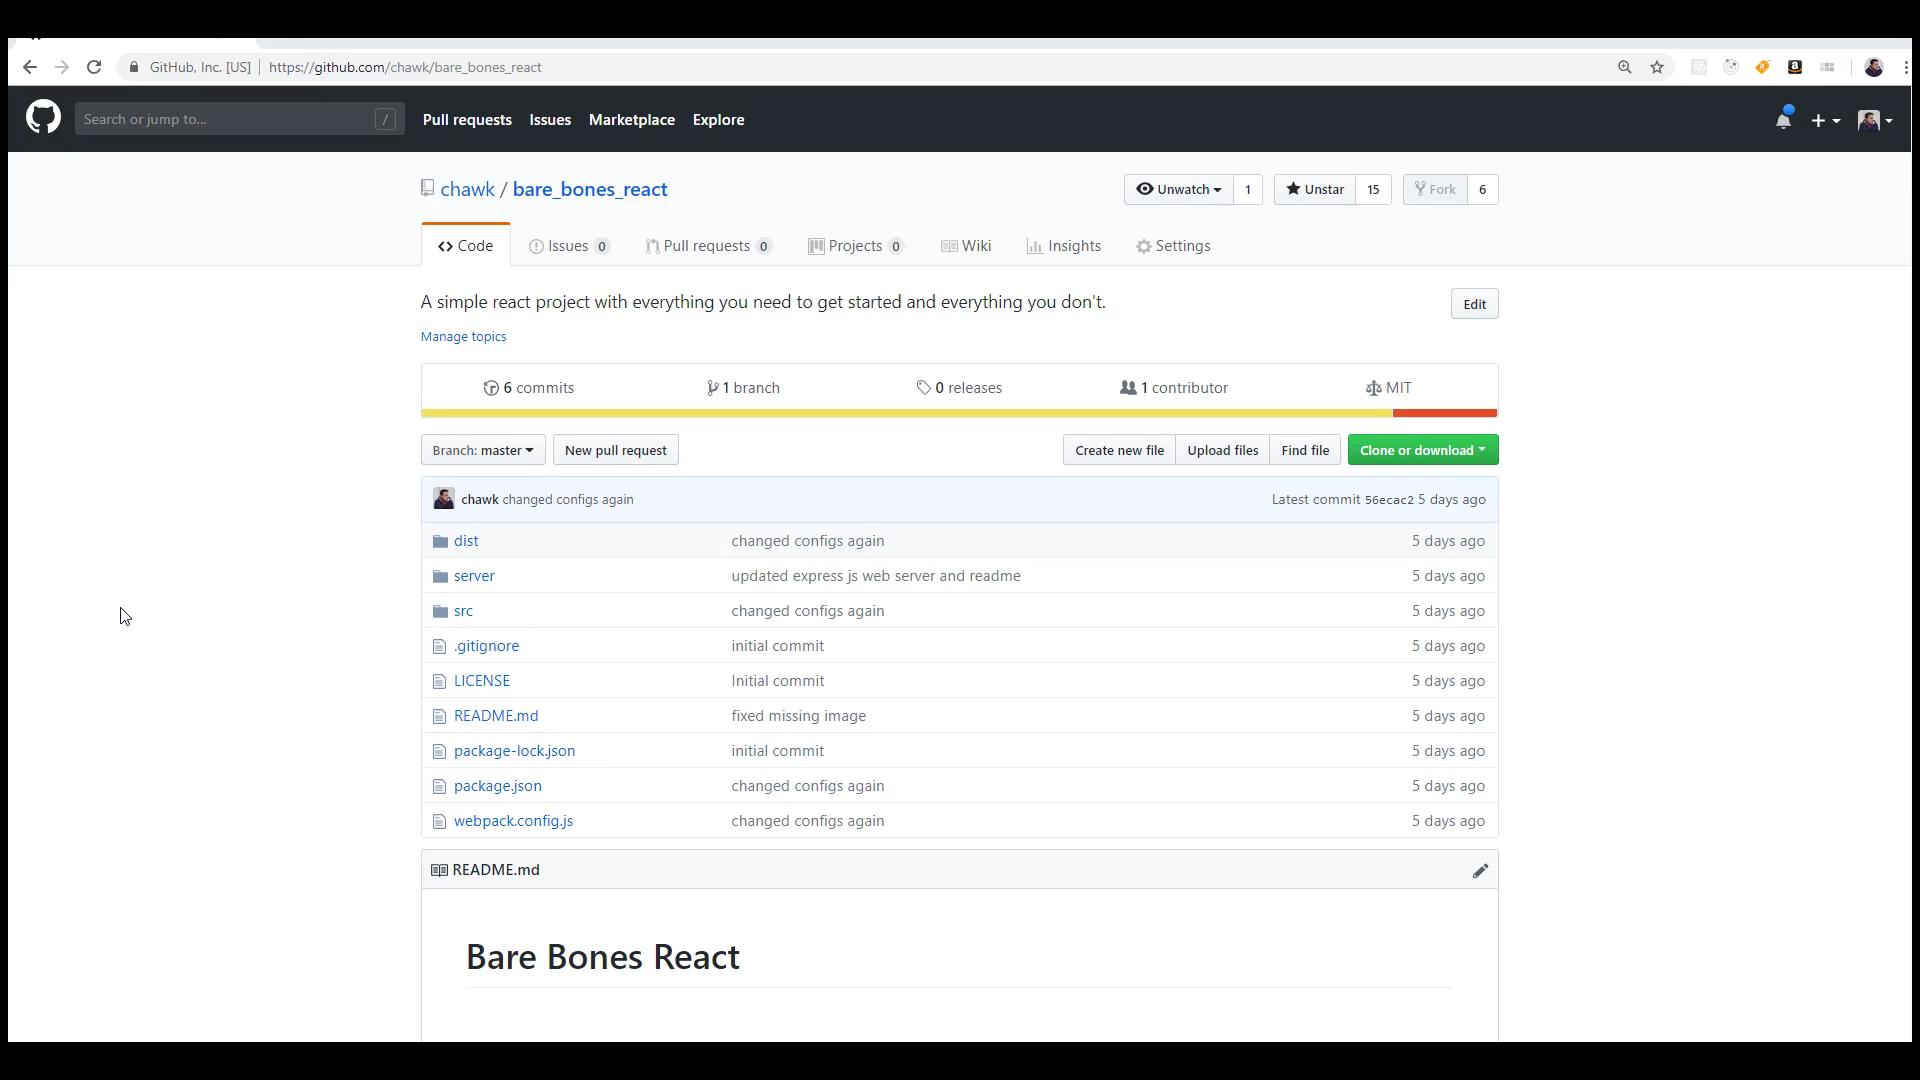 GitHub, Inc. [US] https://github.com/chawk/bare_bones_react
Search or jump to... / Pull requests Issues Marketplace Explore
chawk / bare_bones_react Unwatch 1 Unstar 15 Fork 6
Code Issues 0 Pull requests 0 Projects 0 Wiki Insights Settings
A simple react project with everything you need to get started and everything you don't. Edit
Manage topics
6 commits 1 branch 0 releases 1 contributor MIT
Branch: master New pull request Create new file Upload files Find file Clone or download
chawk changed configs again Latest commit 56ecac2 5 days ago
dist changed configs again 5 days ago
server updated express js web server and readme 5 days ago
src changed configs again 5 days ago
.gitignore initial commit 5 days ago
LICENSE Initial commit 5 days ago
README.md fixed missing image 5 days ago
package-lock.json initial commit 5 days ago
package.json changed configs again 5 days ago
webpack.config.js changed configs again 5 days ago
README.md
Bare Bones React